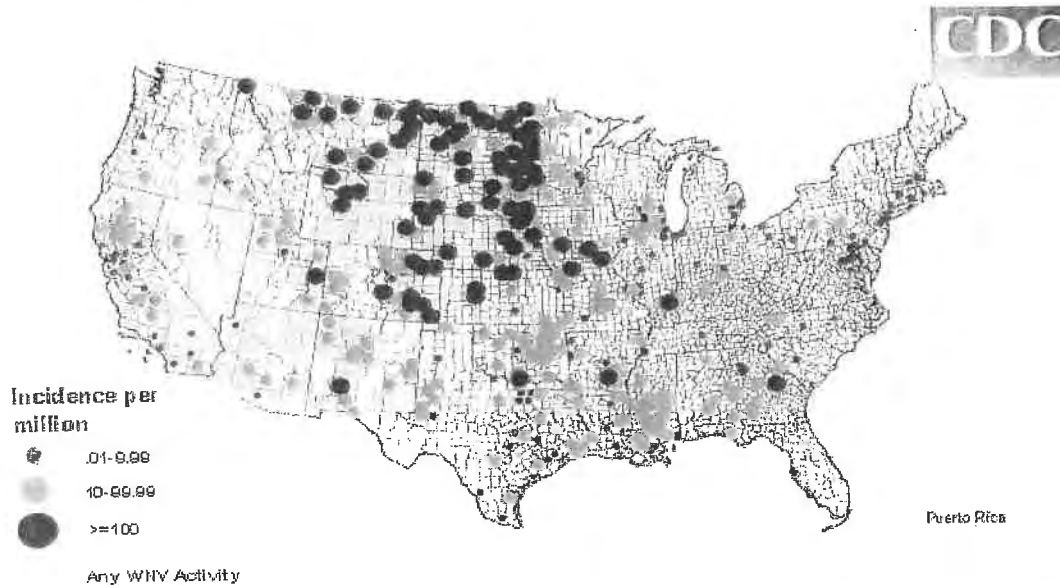 CDC
Incidence per
million
.01-9.99
10-99.99
>=100
Any WNV Activity
Puerto Rico